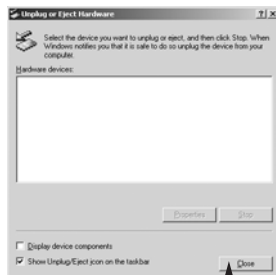 Unplug or Eject Hardware
Select the device you want to unplug or eject, and then click Stop. When
Windows notifies you that it is safe to do so unplug the device from your
computer.
Hardware devices:
Properties
Stop
Display device components
Show Unplug/Eject icon on the taskbar
Close